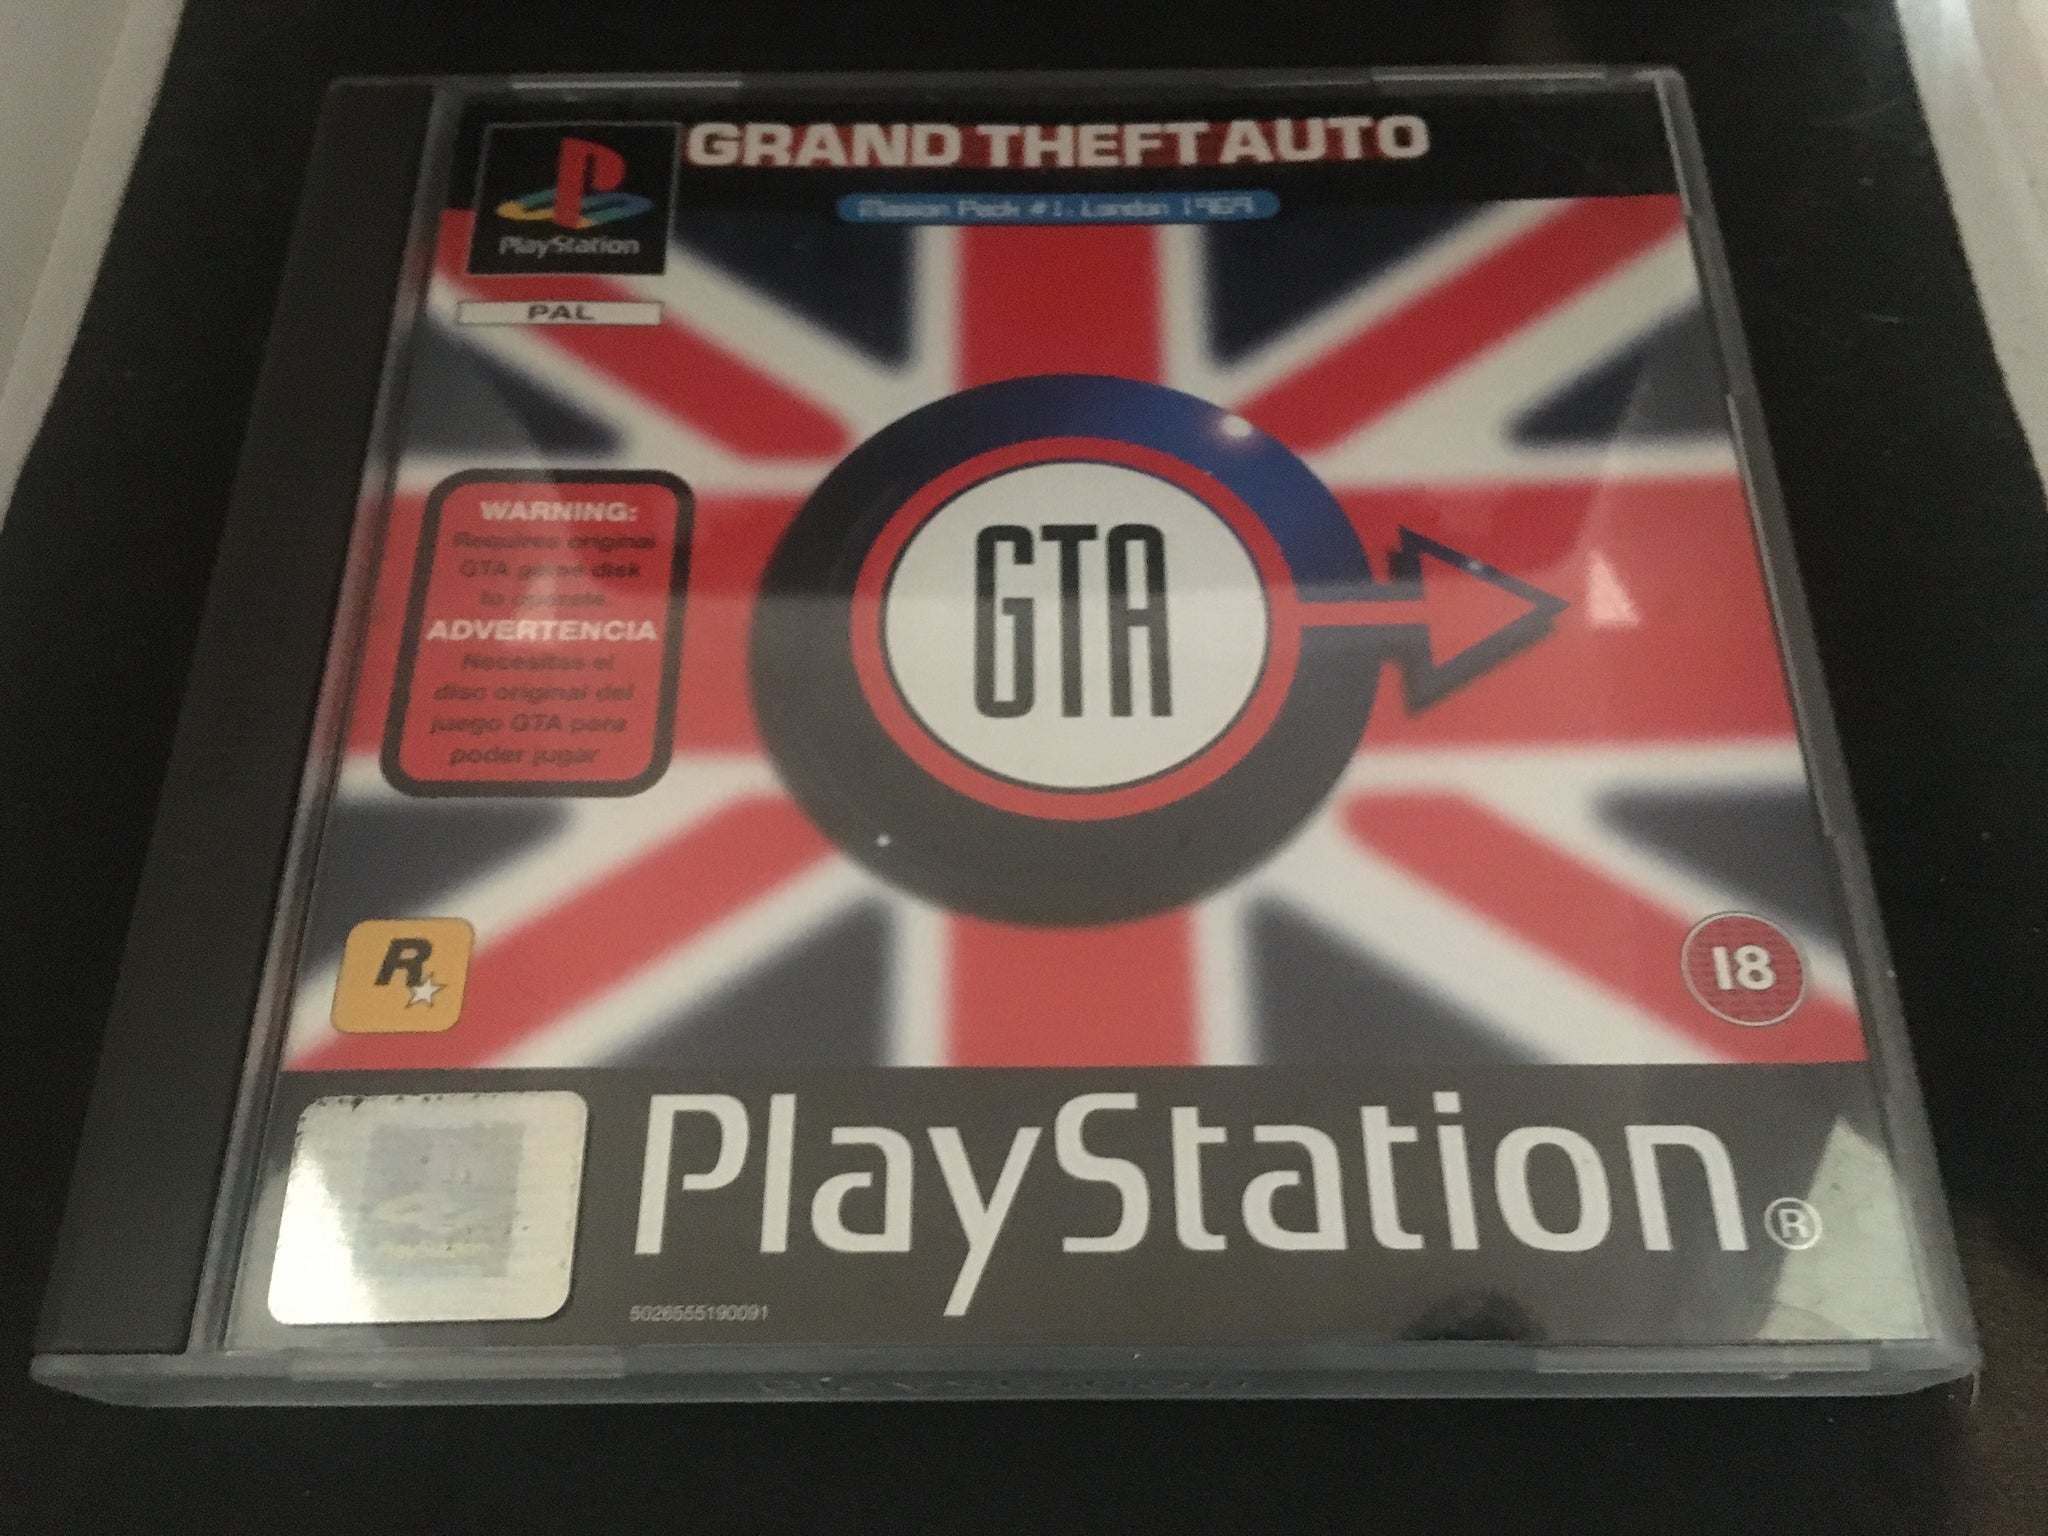 GRAND THEFT AUTO
Mission Pack #1: London 1969
PlayStation
PAL
WARNING:
Requires original
GTA game disk
to operate.
ADVERTENCIA
Necesitas el
disc original del
juego GTA para
poder jugar
GTA
R
18
PlayStation®
5026555190091